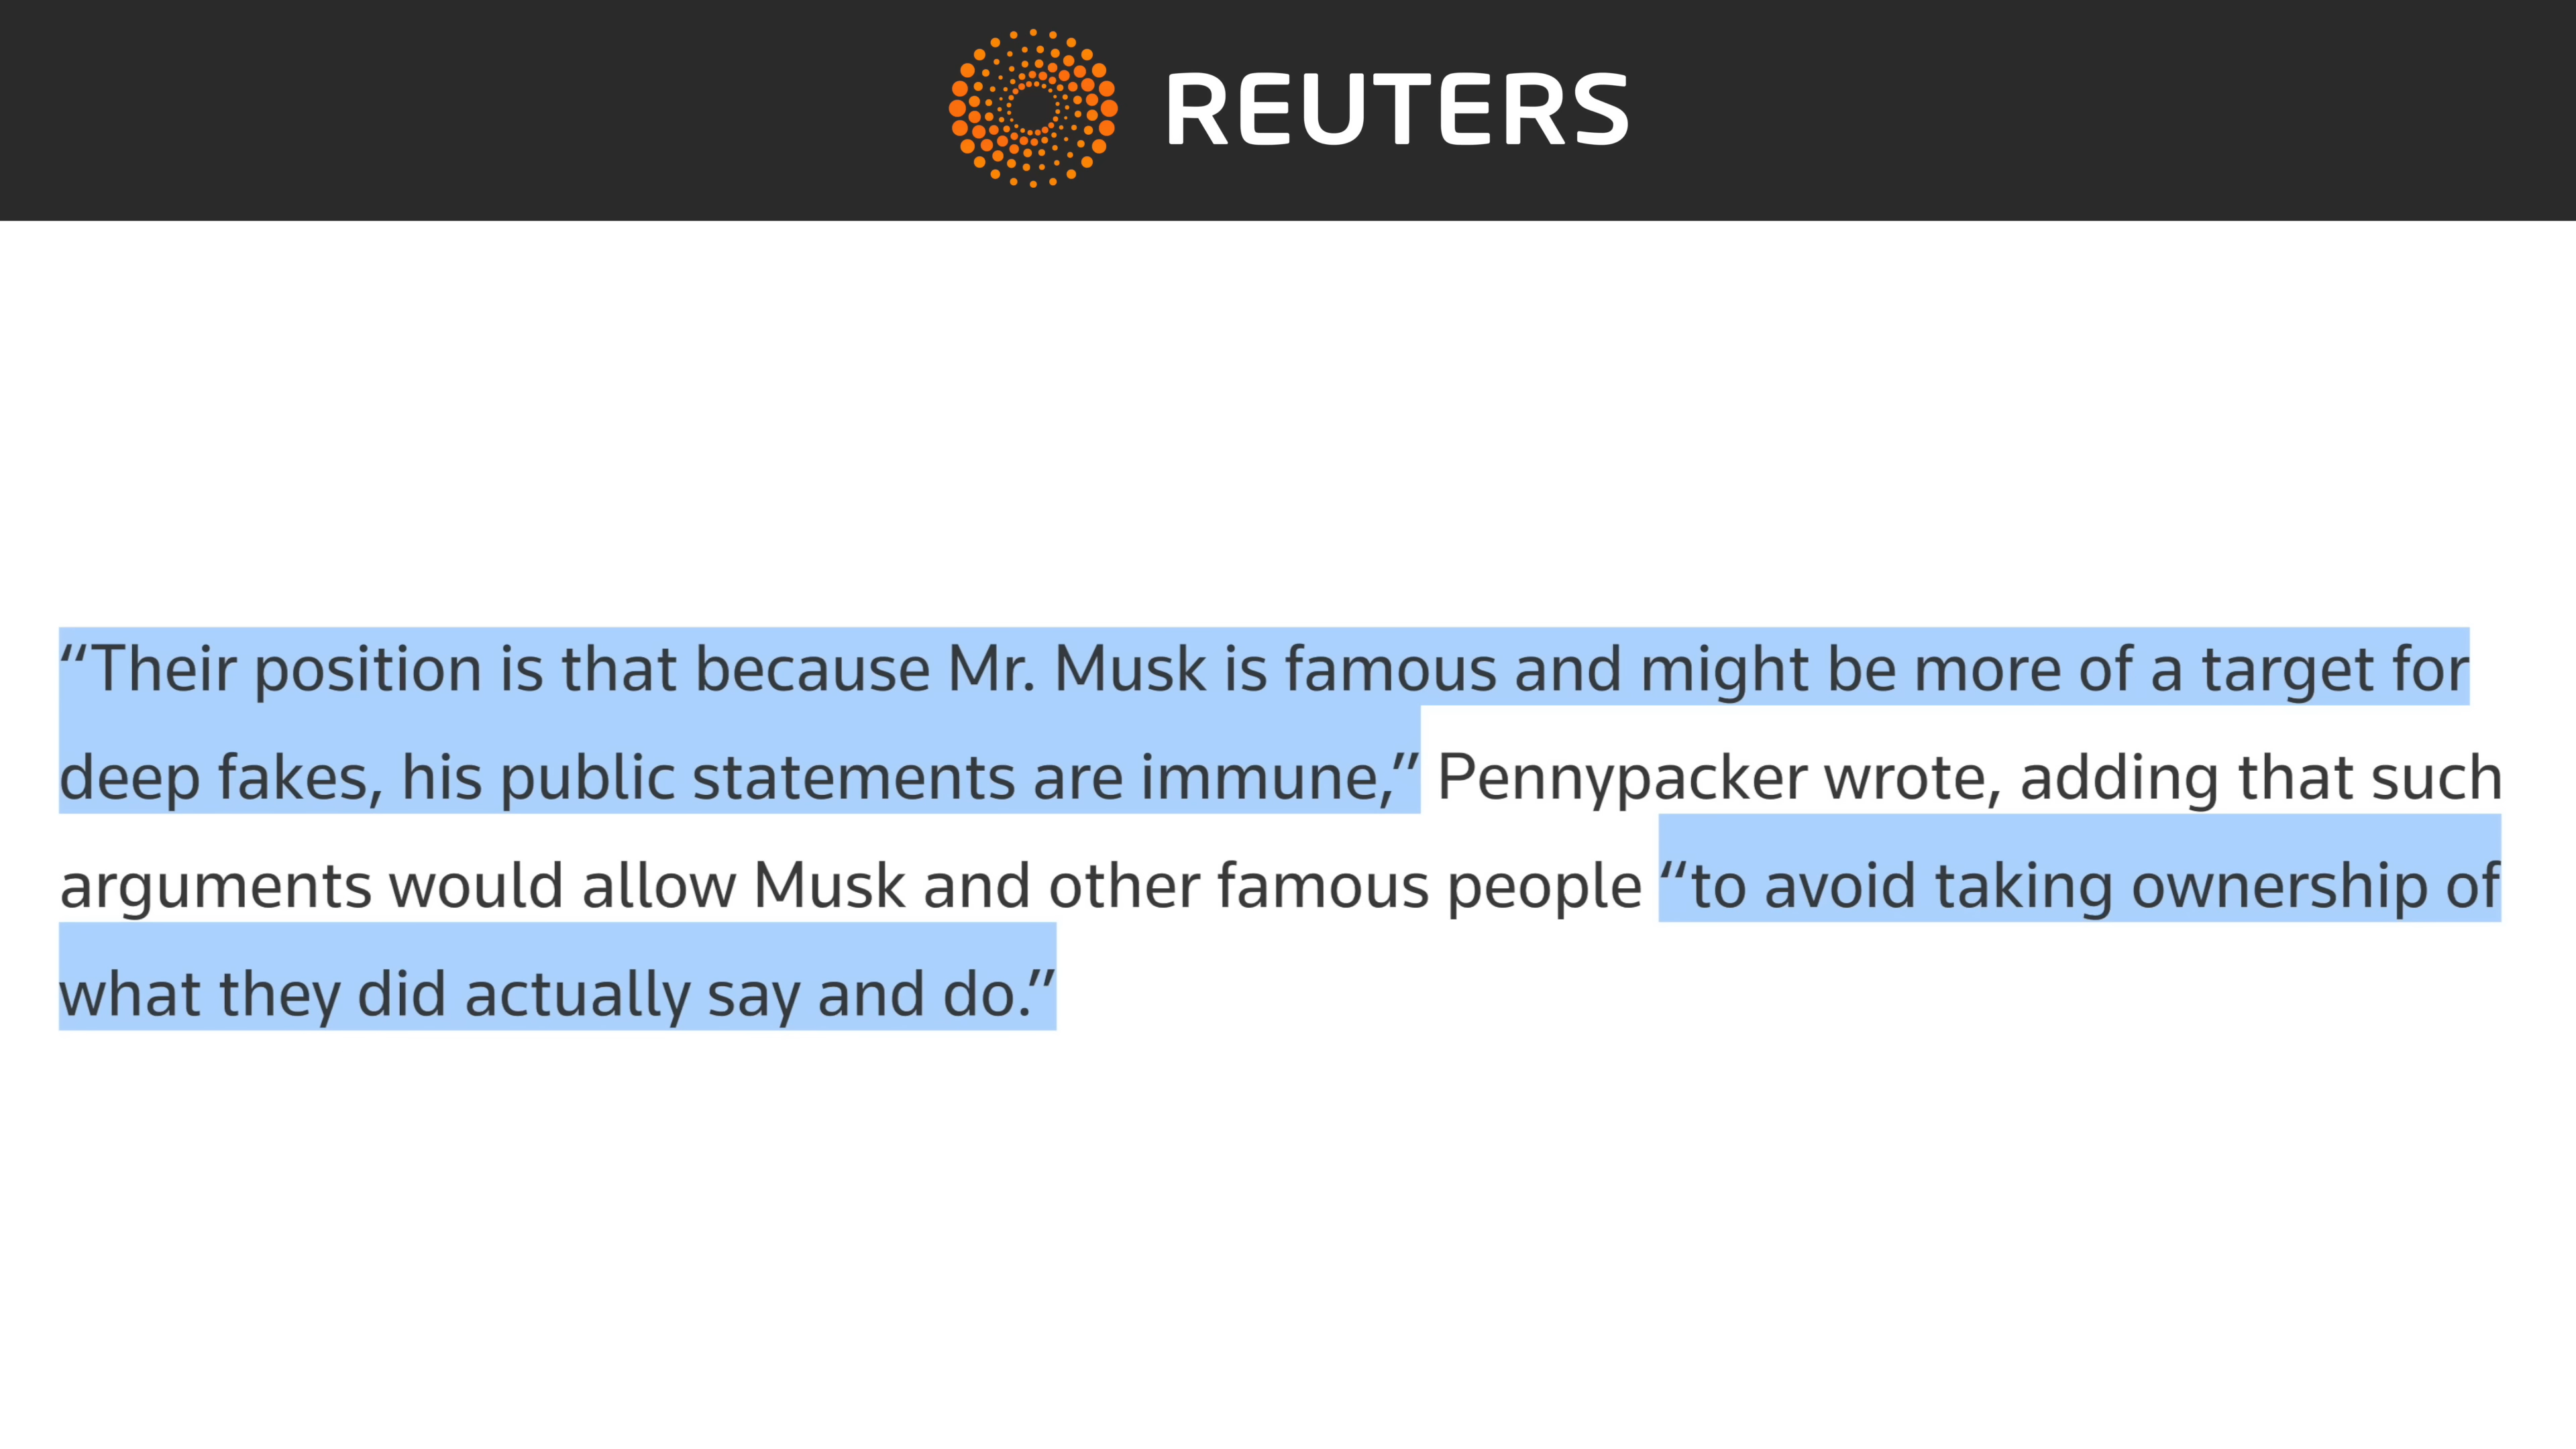 REUTERS
“Their position is that because Mr. Musk is famous and might be more of a target for
deep fakes, his public statements are immune,” Pennypacker wrote, adding that such
arguments would allow Musk and other famous people “to avoid taking ownership of
what they did actually say and do.”